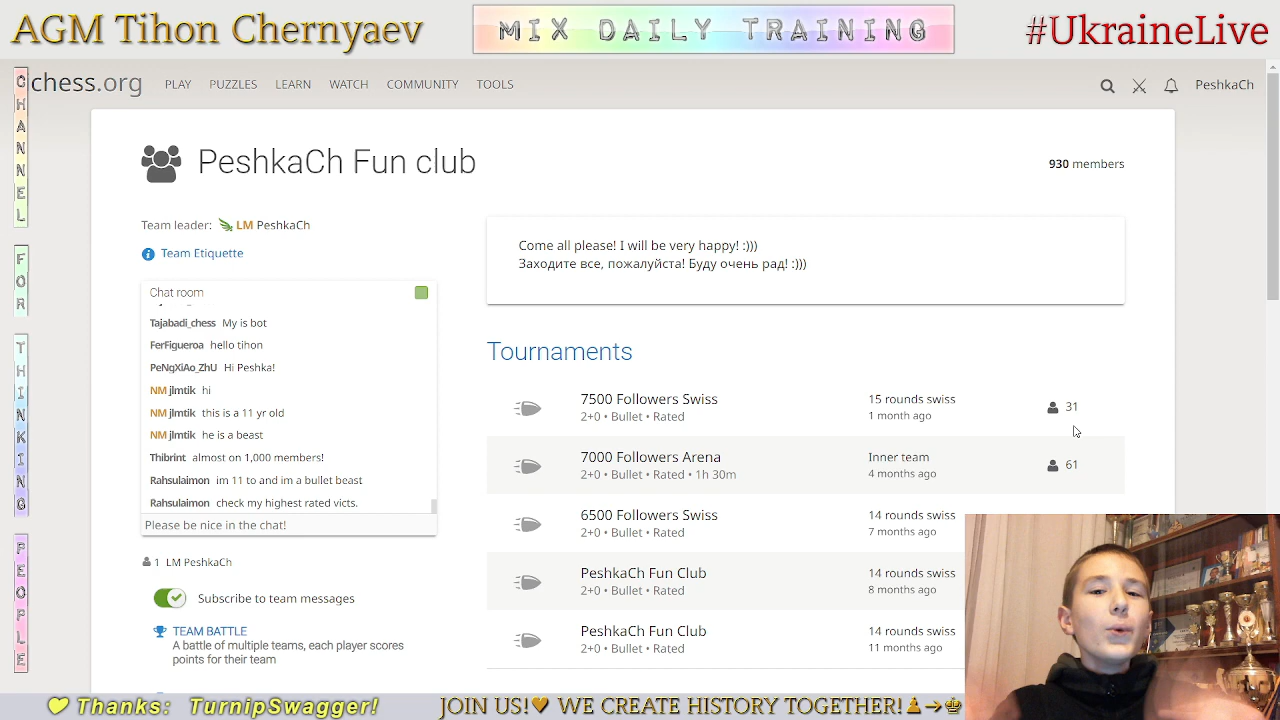 AGM Tihon Chernyaev
MIX DAILY TRAINING
#UkraineLive
CHANNEL FOR THINKING PEOPLE
chess.org
PLAY PUZZLES LEARN WATCH COMMUNITY TOOLS
PeshkaCh
PeshkaCh Fun club
930 members
Team leader: LM PeshkaCh
Team Etiquette
Come all please! I will be very happy! :)))
Заходите все, пожалуйста! Буду очень рад! :)))
Chat room
Tajabadi_chess My is bot
FerFigueroa hello tihon
PeNgXiAo_ZhU Hi Peshka!
NM jlmtik hi
NM jlmtik this is a 11 yr old
NM jlmtik he is a beast
Thibrint almost on 1,000 members!
Rahsulaimon im 11 to and im a bullet beast
Rahsulaimon check my highest rated victs.
Please be nice in the chat!
1 LM PeshkaCh
Subscribe to team messages
TEAM BATTLE
A battle of multiple teams, each player scores
points for their team
Tournaments
7500 Followers Swiss 15 rounds swiss 31
2+0 • Bullet • Rated 1 month ago
7000 Followers Arena Inner team 61
2+0 • Bullet • Rated • 1h 30m 4 months ago
6500 Followers Swiss 14 rounds swiss
2+0 • Bullet • Rated 7 months ago
PeshkaCh Fun Club 14 rounds swiss
2+0 • Bullet • Rated 8 months ago
PeshkaCh Fun Club 14 rounds swiss
2+0 • Bullet • Rated 11 months ago
Thanks: TurnipSwagger!
JOIN US!♥ WE CREATE HISTORY TOGETHER!♟→♚